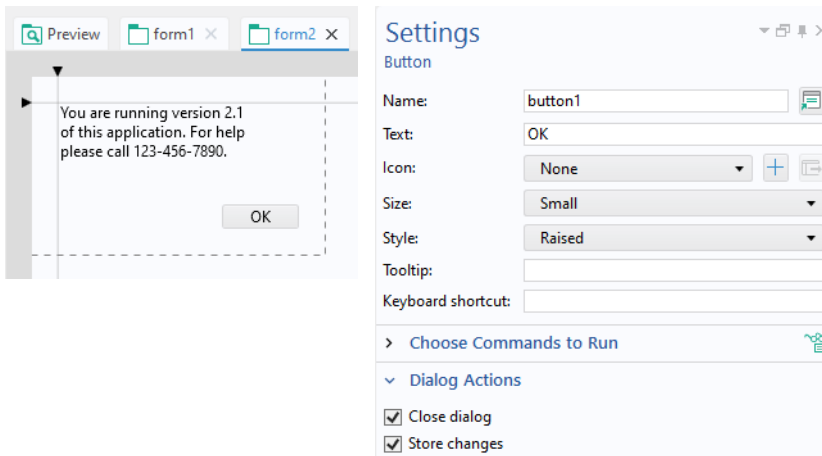 Preview
form1
form2
You are running version 2.1
of this application. For help
please call 123-456-7890.
OK
Settings
Button
Name: button1
Text: OK
Icon: None
Size: Small
Style: Raised
Tooltip:
Keyboard shortcut:
Choose Commands to Run
Dialog Actions
Close dialog
Store changes